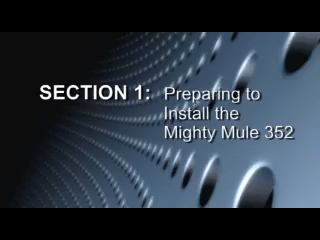 SECTION 1: Preparing to
Install the
Mighty Mule 352